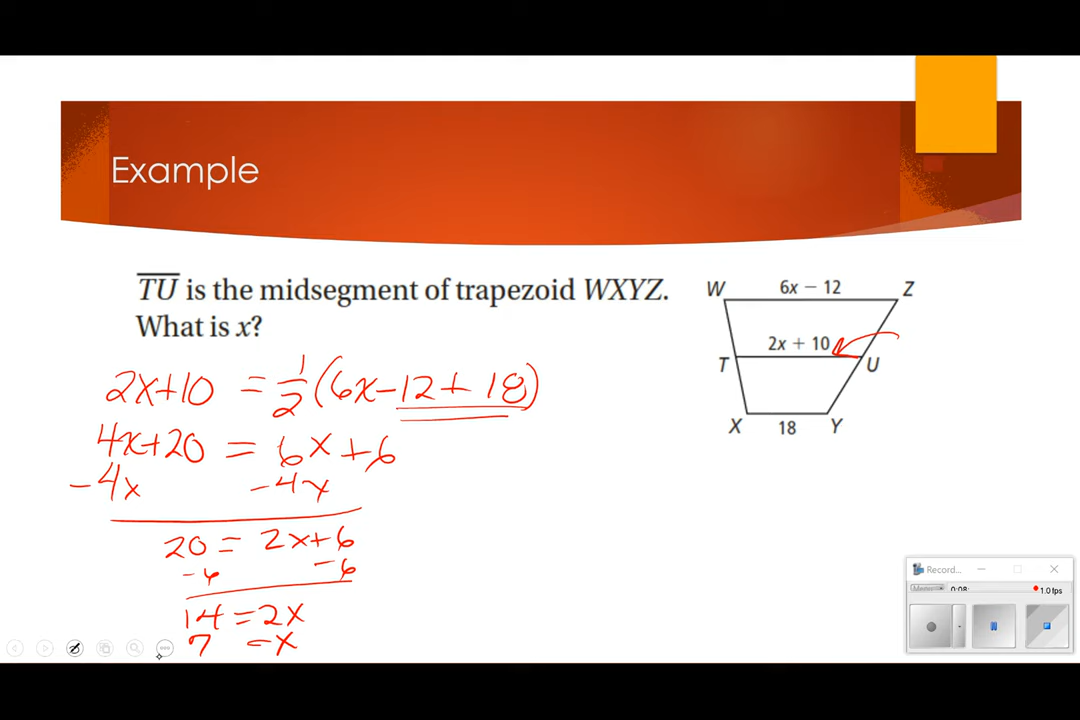 Example
TU is the midsegment of trapezoid WXYZ.
What is x?
2x+10 = 1/2 (6x-12 + 18)
4x+20 = 6x+6
-4x -4x
20 = 2x+6
-6 -6
14 = 2x
7 = x
W 6x − 12 Z
2x + 10
T U
X 18 Y
Record...
0:08
1.0 fps